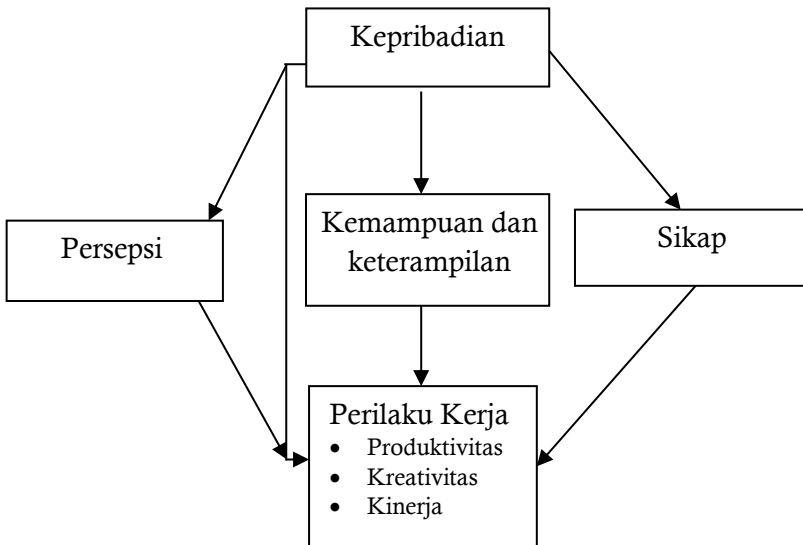 Kepribadian
Persepsi
Kemampuan dan
keterampilan
Sikap
Perilaku Kerja
• Produktivitas
• Kreativitas
• Kinerja